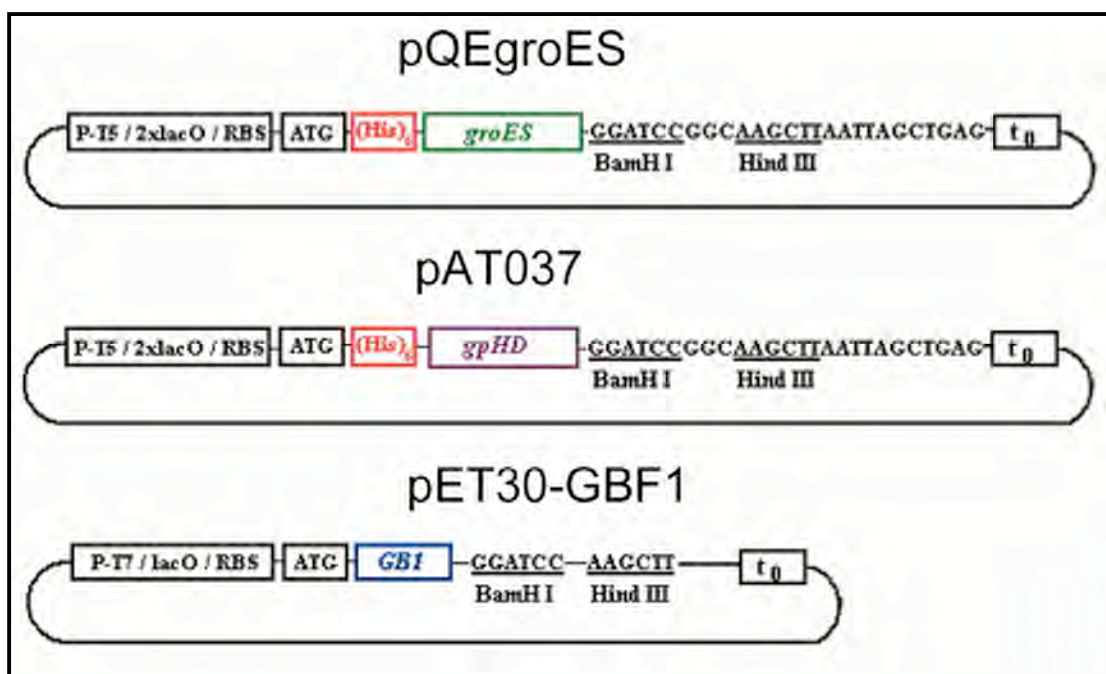 pQEgroES
P-T5 / 2xlacO / RBS ATG (His)6 groES GGATCCGGCAAGCTTAATTAGCTGAG t0
BamH I Hind III
pAT037
P-T5 / 2xlacO / RBS ATG (His)6 gpHD GGATCCGGCAAGCTTAATTAGCTGAG t0
BamH I Hind III
pET30-GBF1
P-T7 / lacO / RBS ATG GB1 GGATCC AAGCTT t0
BamH I Hind III